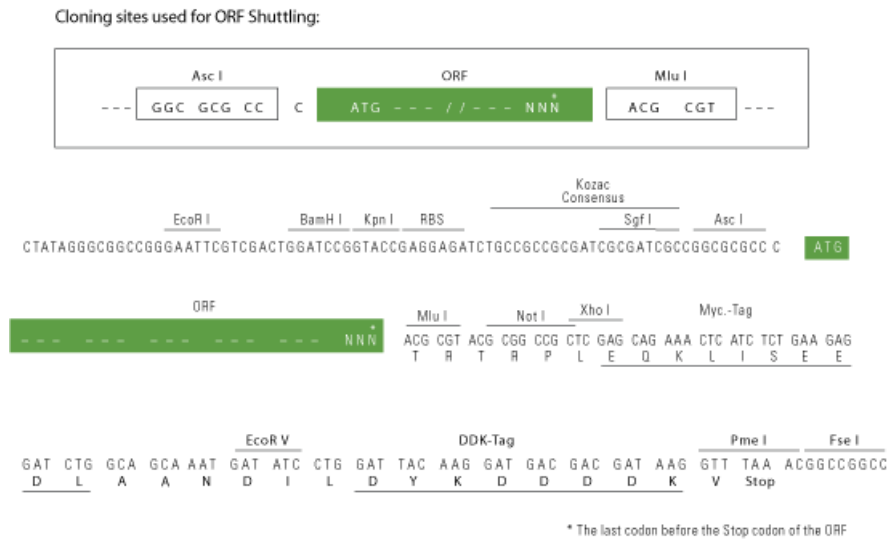 Cloning sites used for ORF Shuttling:
Asc I ORF Mlu I
--- GGC GCG CC C ATG --- // --- NNN* ACG CGT ---
Kozac
Consensus
EcoR I BamH I Kpn I RBS Sgf I Asc I
CTATAGGGCGGCCGGGAATTCGTCGACTGGATCCGGTACCGAGGAGATCTGCCGCCGCGATCGCGATCGCCGGCGCGCC C ATG
ORF Mlu I Not I Xho I Myc.-Tag
--- --- --- --- --- NNN* ACG CGT ACG CGG CCG CTC GAG CAG AAA CTC ATC TCT GAA GAG
T R T R P L E Q K L I S E E
EcoR V DDK-Tag Pme I Fse I
GAT CTG GCA GCA AAT GAT ATC CTG GAT TAC AAG GAT GAC GAC GAT AAG GTT TAA ACGGCCGGCC
D L A A N D I L D Y K D D D D K V Stop
* The last codon before the Stop codon of the ORF